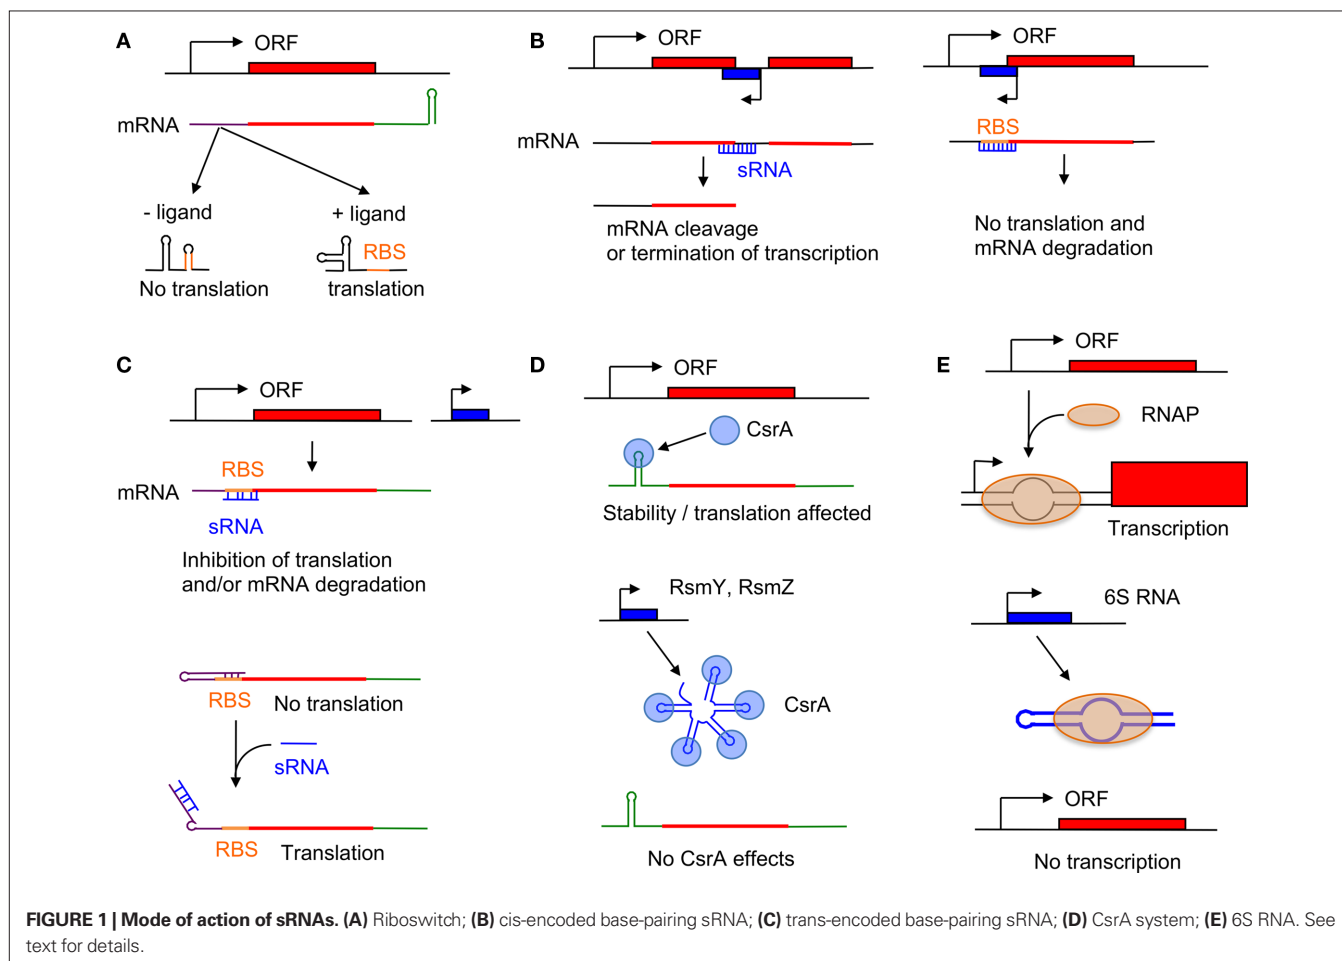 A
ORF
mRNA
- ligand
+ ligand
RBS
No translation
translation
B
ORF
ORF
mRNA
RBS
sRNA
mRNA cleavage
or termination of transcription
No translation and
mRNA degradation
C
ORF
RBS
mRNA
sRNA
Inhibition of translation
and/or mRNA degradation
RBS
No translation
sRNA
RBS
Translation
D
ORF
CsrA
Stability / translation affected
RsmY, RsmZ
CsrA
No CsrA effects
E
ORF
RNAP
Transcription
6S RNA
ORF
No transcription
FIGURE 1 | Mode of action of sRNAs. (A) Riboswitch; (B) cis-encoded base-pairing sRNA; (C) trans-encoded base-pairing sRNA; (D) CsrA system; (E) 6S RNA. See
text for details.